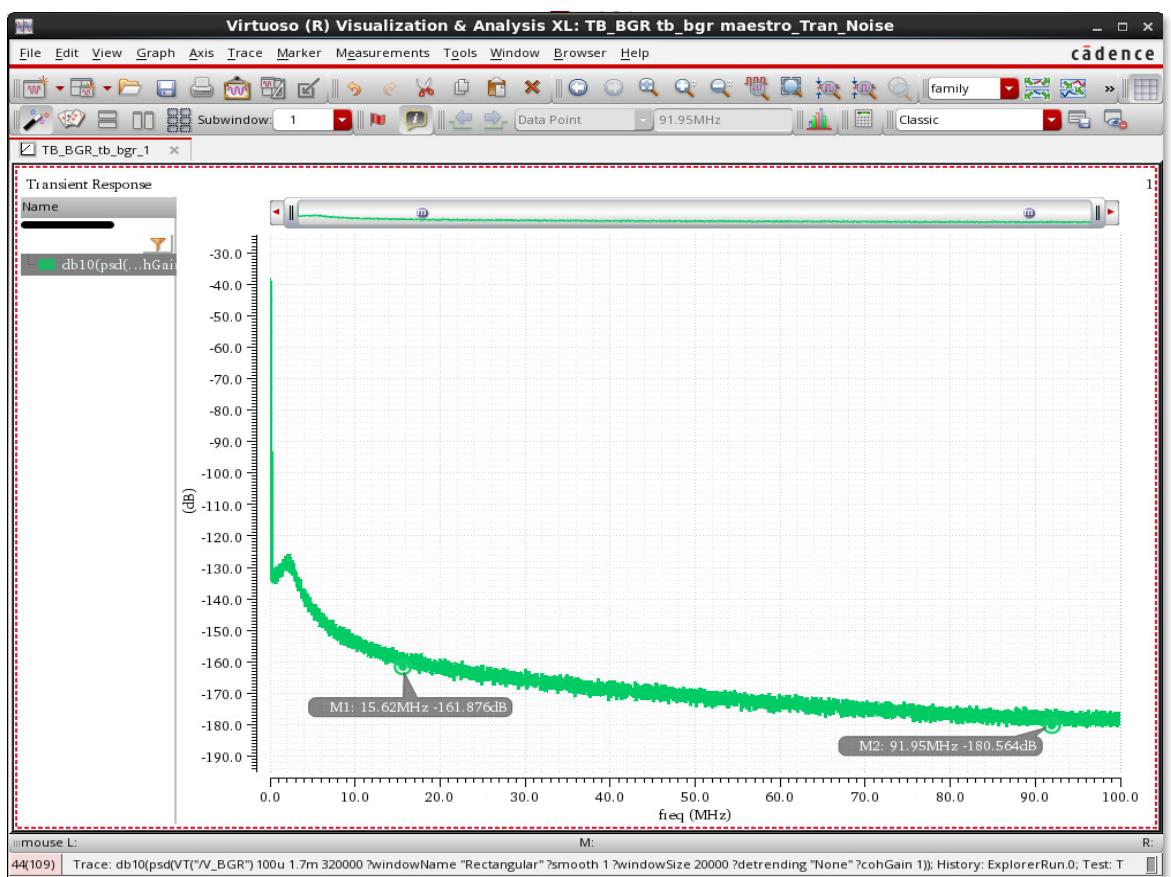 Virtuoso (R) Visualization & Analysis XL: TB_BGR tb_bgr maestro_Tran_Noise
File Edit View Graph Axis Trace Marker Measurements Tools Window Browser Help
cādence
family
»
Subwindow: 1
Data Point
91.95MHz
Classic
TB_BGR_tb_bgr_1
Transient Response
1
Name
db10(psd(...hGai
-30.0
-40.0
-50.0
-60.0
-70.0
-80.0
-90.0
-100.0
-110.0
-120.0
-130.0
-140.0
-150.0
-160.0
-170.0
-180.0
-190.0
(dB)
M1: 15.62MHz -161.876dB
M2: 91.95MHz -180.564dB
0.0 10.0 20.0 30.0 40.0 50.0 60.0 70.0 80.0 90.0 100.0
freq (MHz)
mouse L: M: R:
44(109) Trace: db10(psd(VT("/V_BGR") 100u 1.7m 320000 ?windowName "Rectangular" ?smooth 1 ?windowSize 20000 ?detrending "None" ?cohGain 1)); History: ExplorerRun.0; Test: T